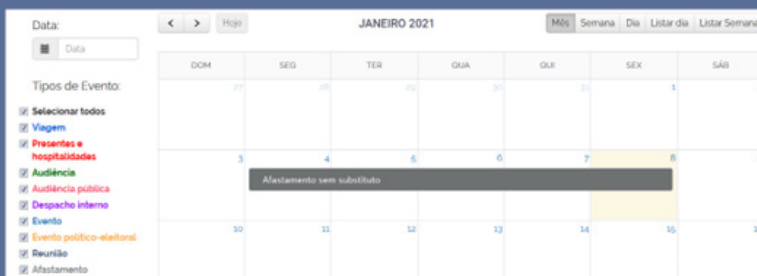 Data:
Data
Tipos de Evento:
Selecionar todos
Viagem
Presentes e
hospitalidades
Audiência
Audiência pública
Despacho interno
Evento
Evento político-eleitoral
Reunião
Afastamento
Hoje
JANEIRO 2021
Mês Semana Dia Listar dia Listar Semana
DOM SEG TER QUA QUI SEX SÁB
27 28 29 30 31 1
3 4 5 6 7 8
Afastamento sem substituto
10 11 12 13 14 15